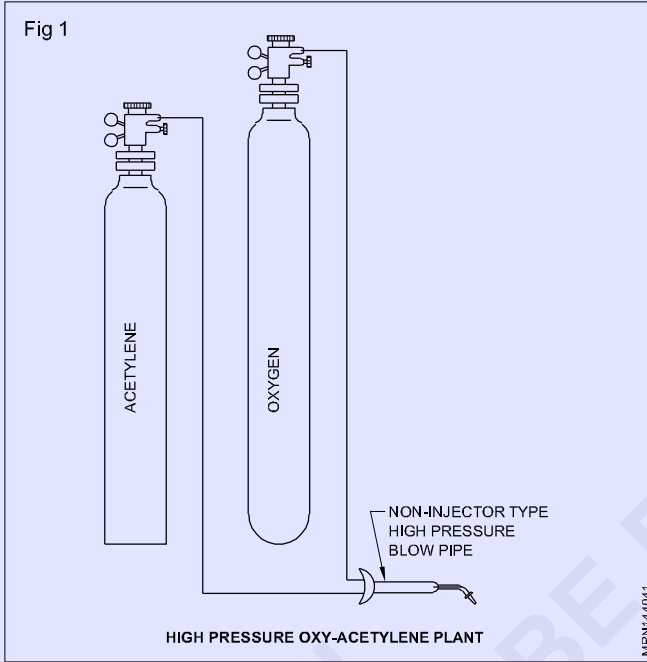 Fig 1
ACETYLENE
OXYGEN
NON-INJECTOR TYPE
HIGH PRESSURE
BLOW PIPE
HIGH PRESSURE OXY-ACETYLENE PLANT